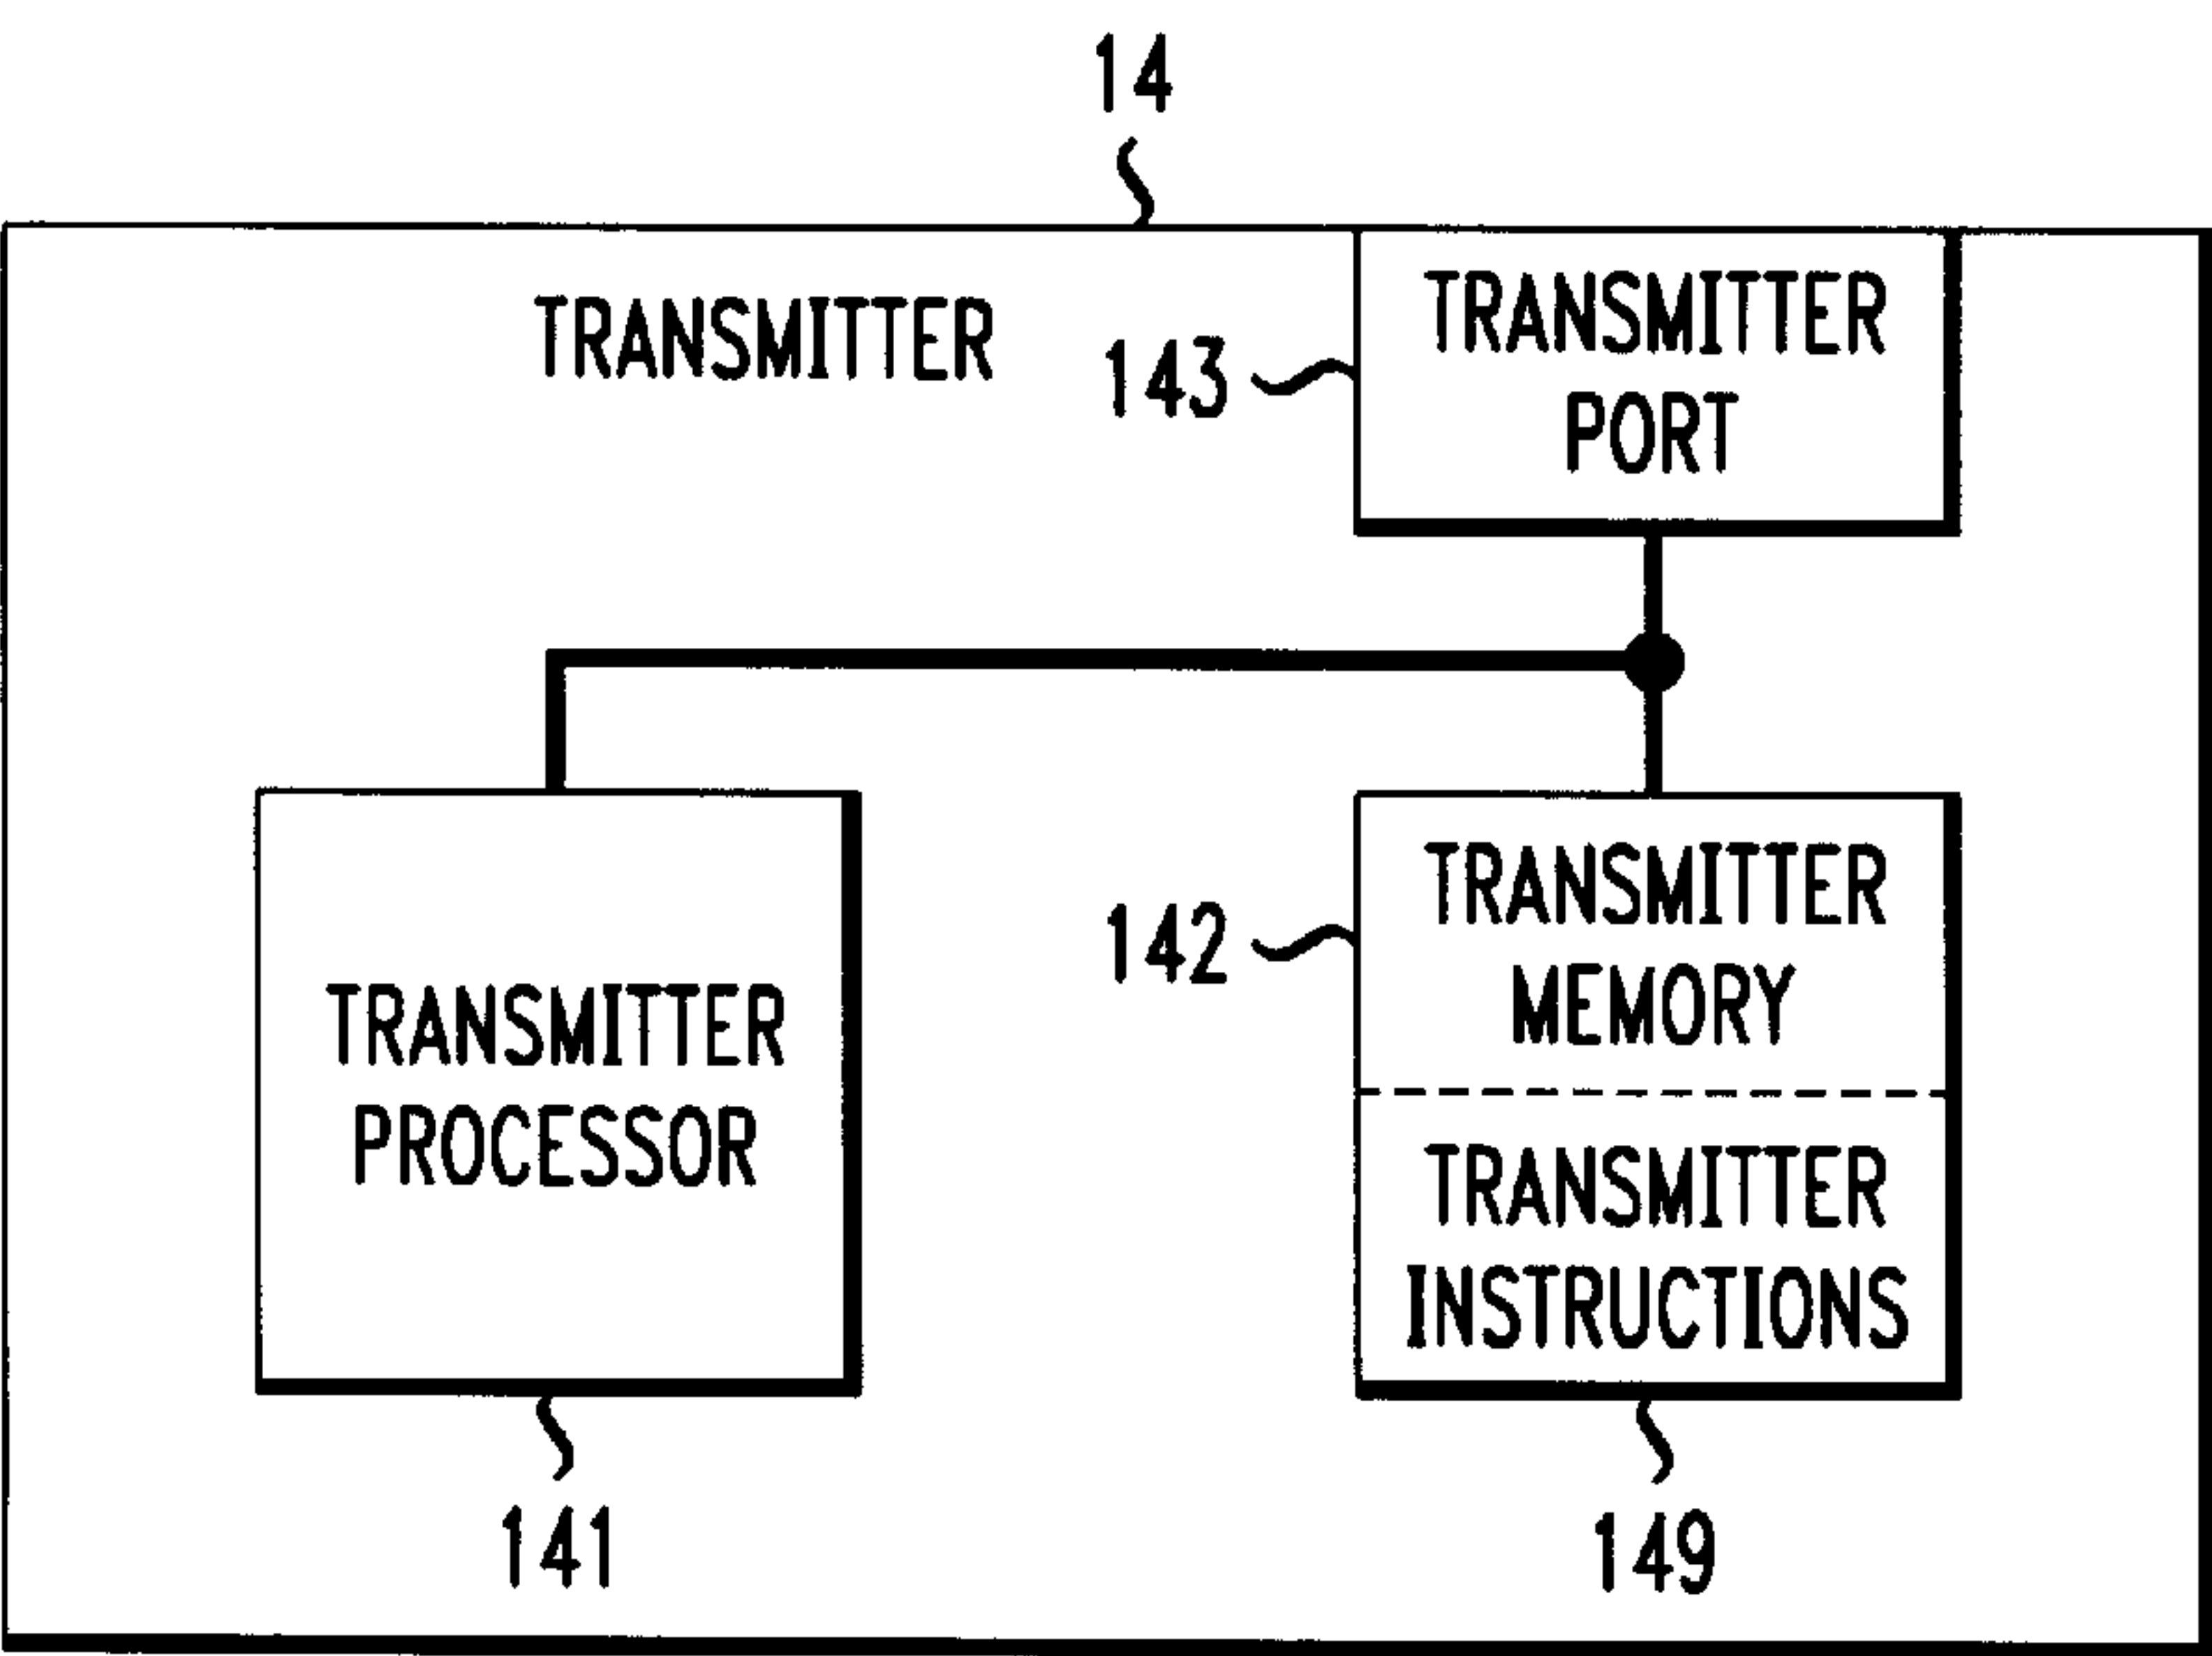 14
TRANSMITTER
143
TRANSMITTER
PORT
TRANSMITTER
PROCESSOR
141
142
TRANSMITTER
MEMORY
TRANSMITTER
INSTRUCTIONS
149